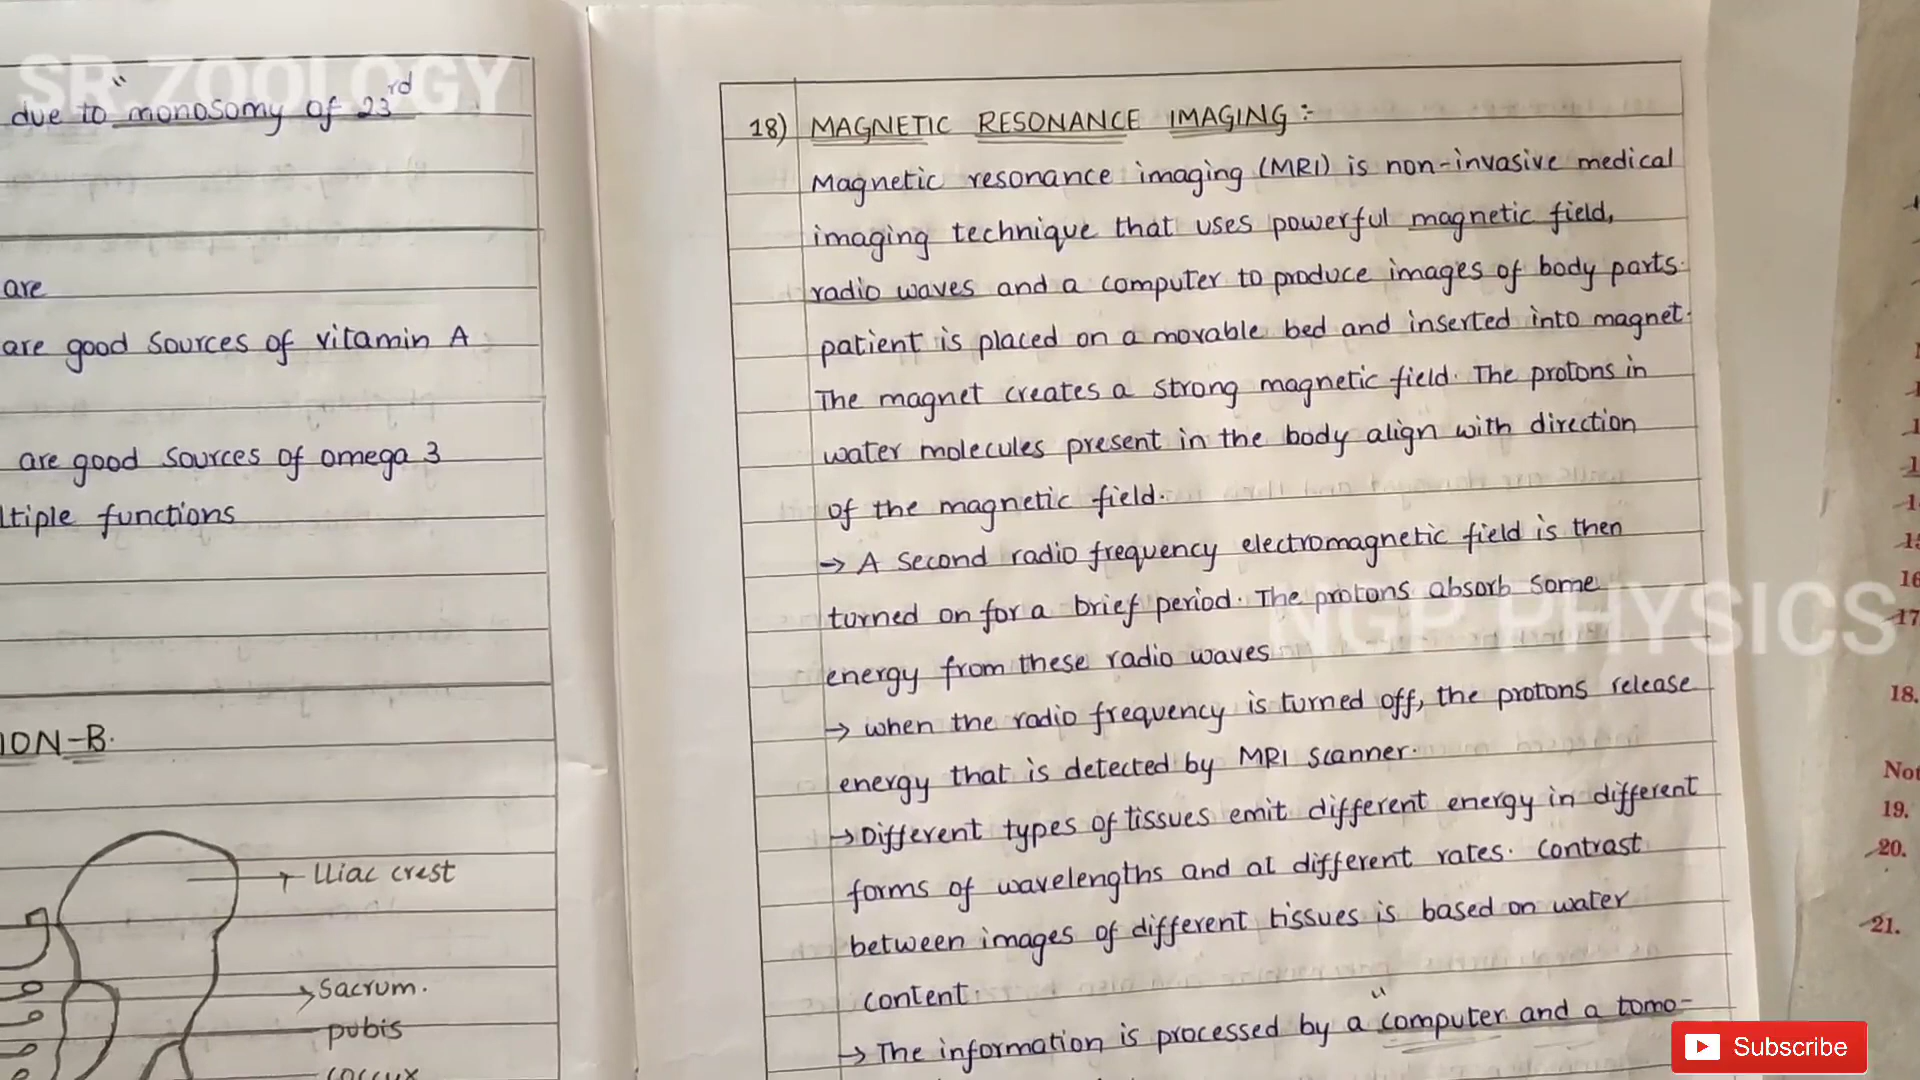 SR ZOOLOGY
due to "monosomy of 23rd
are
are good sources of vitamin A
are good sources of omega 3
ltiple functions
ION-B.
Iliac crest
Sacrum.
pubis
coccyx
18) MAGNETIC RESONANCE IMAGING :-
Magnetic resonance imaging (MRI) is non-invasive medical
imaging technique that uses powerful magnetic field,
radio waves and a computer to produce images of body parts.
patient is placed on a movable bed and inserted into magnet.
The magnet creates a strong magnetic field. The protons in
water molecules present in the body align with direction
of the magnetic field.
→ A second radio frequency electromagnetic field is then
turned on for a brief period. The protons absorb some
energy from these radio waves
→ when the radio frequency is turned off, the protons release
energy that is detected by MRI scanner.
→ Different types of tissues emit different energy in different
forms of wavelengths and at different rates. contrast
between images of different tissues is based on water
content.
→ The information is processed by a "computer and a tomo-
NGP PHYSICS
16
17
18.
Not
19.
20.
21.
Subscribe